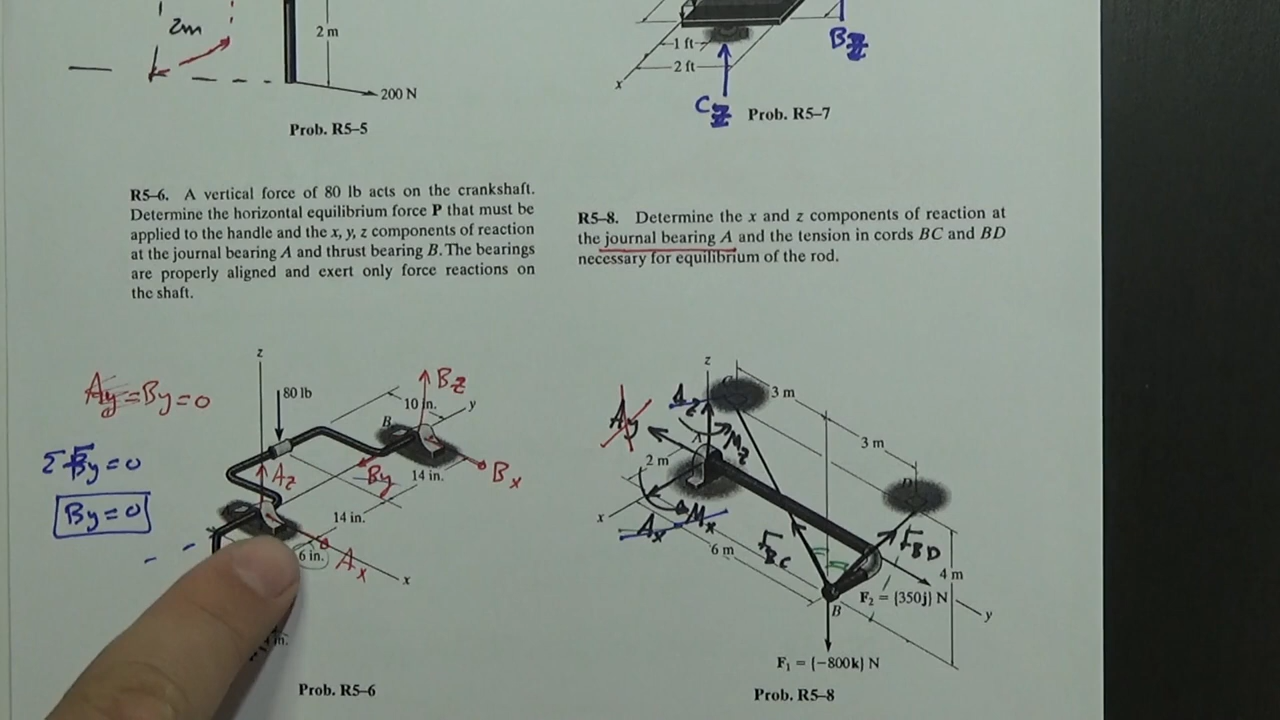 2m
2 m
200 N
Prob. R5–5
1 ft
2 ft
x
Bz
Cz
Prob. R5–7
R5–6. A vertical force of 80 lb acts on the crankshaft.
Determine the horizontal equilibrium force P that must be
applied to the handle and the x, y, z components of reaction
at the journal bearing A and thrust bearing B. The bearings
are properly aligned and exert only force reactions on
the shaft.
R5–8. Determine the x and z components of reaction at
the journal bearing A and the tension in cords BC and BD
necessary for equilibrium of the rod.
Ay=By=0
By=0
z
80 lb
Bz
10 in.
y
B
By
14 in.
Bx
Az
14 in.
6 in.
Ax
x
in.
Prob. R5–6
z
Az
3 m
Ay
A
Mz
3 m
2 m
D
x
Ax
Mx
6 m
FBC
FBD
4 m
F₂ = {350j} N
B
y
F₁ = {−800k} N
Prob. R5–8